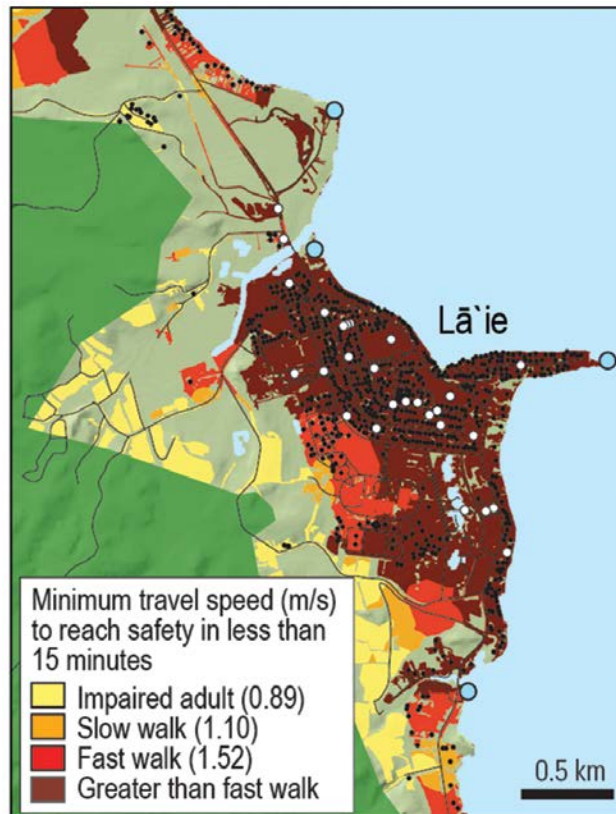 Lā`ie
Minimum travel speed (m/s)
to reach safety in less than
15 minutes
Impaired adult (0.89)
Slow walk (1.10)
Fast walk (1.52)
Greater than fast walk
0.5 km